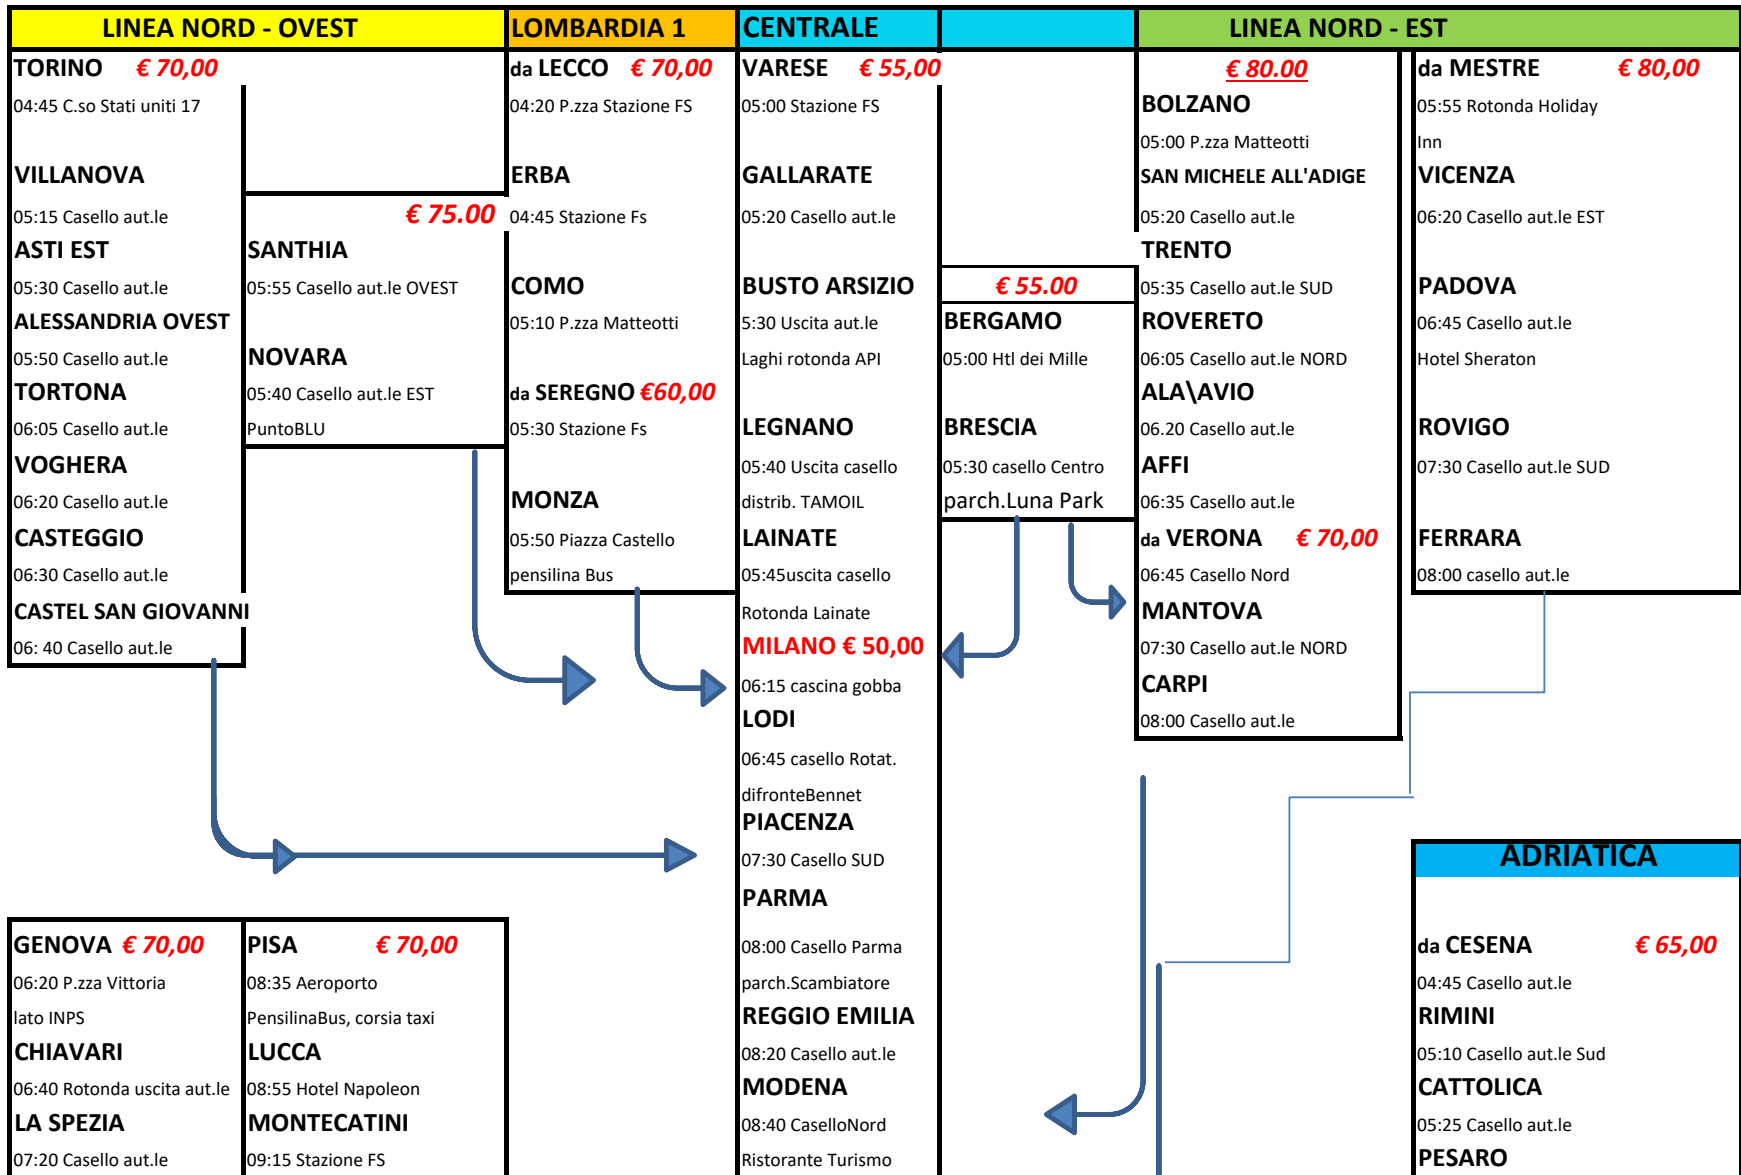 LINEA NORD - OVEST
TORINO € 70,00
04:45 C.so Stati uniti 17
VILLANOVA
05:15 Casello aut.le
ASTI EST
05:30 Casello aut.le
ALESSANDRIA OVEST
05:50 Casello aut.le
TORTONA
06:05 Casello aut.le
VOGHERA
06:20 Casello aut.le
CASTEGGIO
06:30 Casello aut.le
CASTEL SAN GIOVANNI
06: 40 Casello aut.le
€ 75.00
SANTHIA
05:55 Casello aut.le OVEST
NOVARA
05:40 Casello aut.le EST
PuntoBLU
LOMBARDIA 1
da LECCO € 70,00
04:20 P.zza Stazione FS
ERBA
04:45 Stazione Fs
COMO
05:10 P.zza Matteotti
da SEREGNO €60,00
05:30 Stazione Fs
MONZA
05:50 Piazza Castello
pensilina Bus
CENTRALE
VARESE € 55,00
05:00 Stazione FS
GALLARATE
05:20 Casello aut.le
BUSTO ARSIZIO
5:30 Uscita aut.le
Laghi rotonda API
LEGNANO
05:40 Uscita casello
distrib. TAMOIL
LAINATE
05:45uscita casello
Rotonda Lainate
MILANO € 50,00
06:15 cascina gobba
LODI
06:45 casello Rotat.
difronteBennet
PIACENZA
07:30 Casello SUD
PARMA
08:00 Casello Parma
parch.Scambiatore
REGGIO EMILIA
08:20 Casello aut.le
MODENA
08:40 CaselloNord
Ristorante Turismo
€ 55.00
BERGAMO
05:00 Htl dei Mille
BRESCIA
05:30 casello Centro
parch.Luna Park
LINEA NORD - EST
€ 80.00
BOLZANO
05:00 P.zza Matteotti
SAN MICHELE ALL'ADIGE
05:20 Casello aut.le
TRENTO
05:35 Casello aut.le SUD
ROVERETO
06:05 Casello aut.le NORD
ALA\AVIO
06.20 Casello aut.le
AFFI
06:35 Casello aut.le
da VERONA € 70,00
06:45 Casello Nord
MANTOVA
07:30 Casello aut.le NORD
CARPI
08:00 Casello aut.le
da MESTRE € 80,00
05:55 Rotonda Holiday
Inn
VICENZA
06:20 Casello aut.le EST
PADOVA
06:45 Casello aut.le
Hotel Sheraton
ROVIGO
07:30 Casello aut.le SUD
FERRARA
08:00 casello aut.le
GENOVA € 70,00
06:20 P.zza Vittoria
lato INPS
CHIAVARI
06:40 Rotonda uscita aut.le
LA SPEZIA
07:20 Casello aut.le
PISA € 70,00
08:35 Aeroporto
PensilinaBus, corsia taxi
LUCCA
08:55 Hotel Napoleon
MONTECATINI
09:15 Stazione FS
ADRIATICA
da CESENA € 65,00
04:45 Casello aut.le
RIMINI
05:10 Casello aut.le Sud
CATTOLICA
05:25 Casello aut.le
PESARO